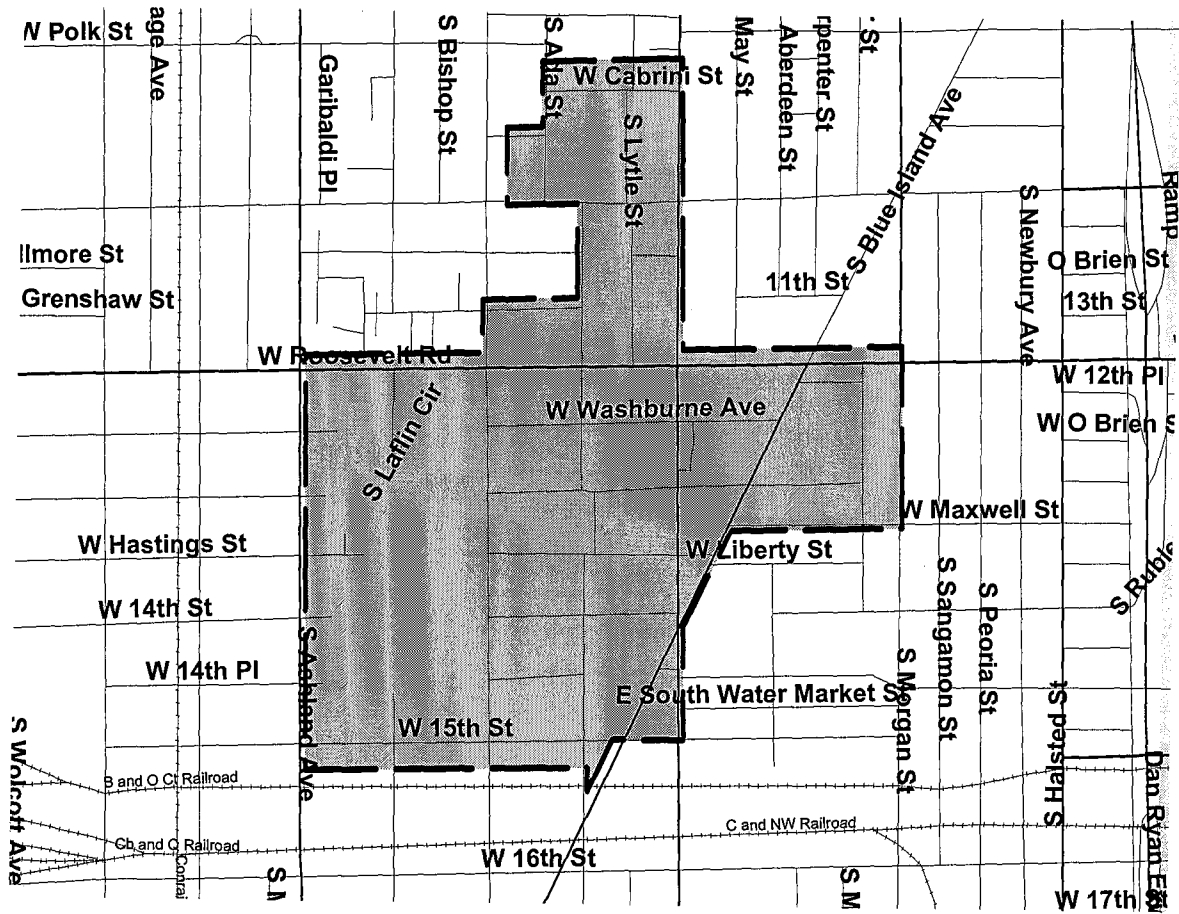 W Polk St
age Ave
Garibaldi Pl
S Bishop St
S Ada St
W Cabrini St
S Lytle St
May St
Aberdeen St
rpenter St
St
S Blue Island Ave
S Newbury Ave
Ramp
llmore St
Grenshaw St
11th St
O Brien St
13th St
W Roosevelt Rd
W 12th Pl
S Laflin Cir
W Washburne Ave
W O Brien S
W Maxwell St
W Hastings St
W Liberty St
W 14th St
S Ruble
S Sangamon St
S Peoria St
W 14th Pl
S Ashland Ave
E South Water Market St
S Morgan St
S Halsted St
W 15th St
S Wolcott Ave
B and O Ct Railroad
Dan Ryan
Cb and Q Railroad
C and NW Railroad
Conrai
W 16th St
S M
S M
W 17th St